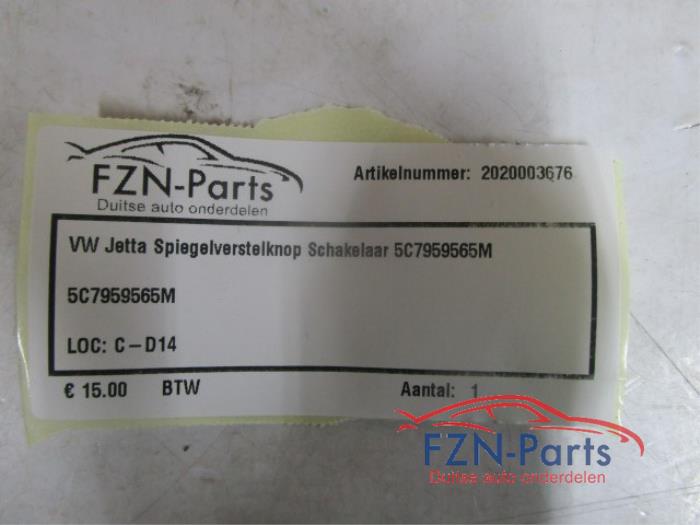 FZN-Parts
Duitse auto onderdelen
Artikelnummer: 2020003676
VW Jetta Spiegelverstelknop Schakelaar 5C7959565M
5C7959565M
LOC: C-D14
€ 15.00 BTW Aantal: 1
FZN-Parts
Duitse auto onderdelen